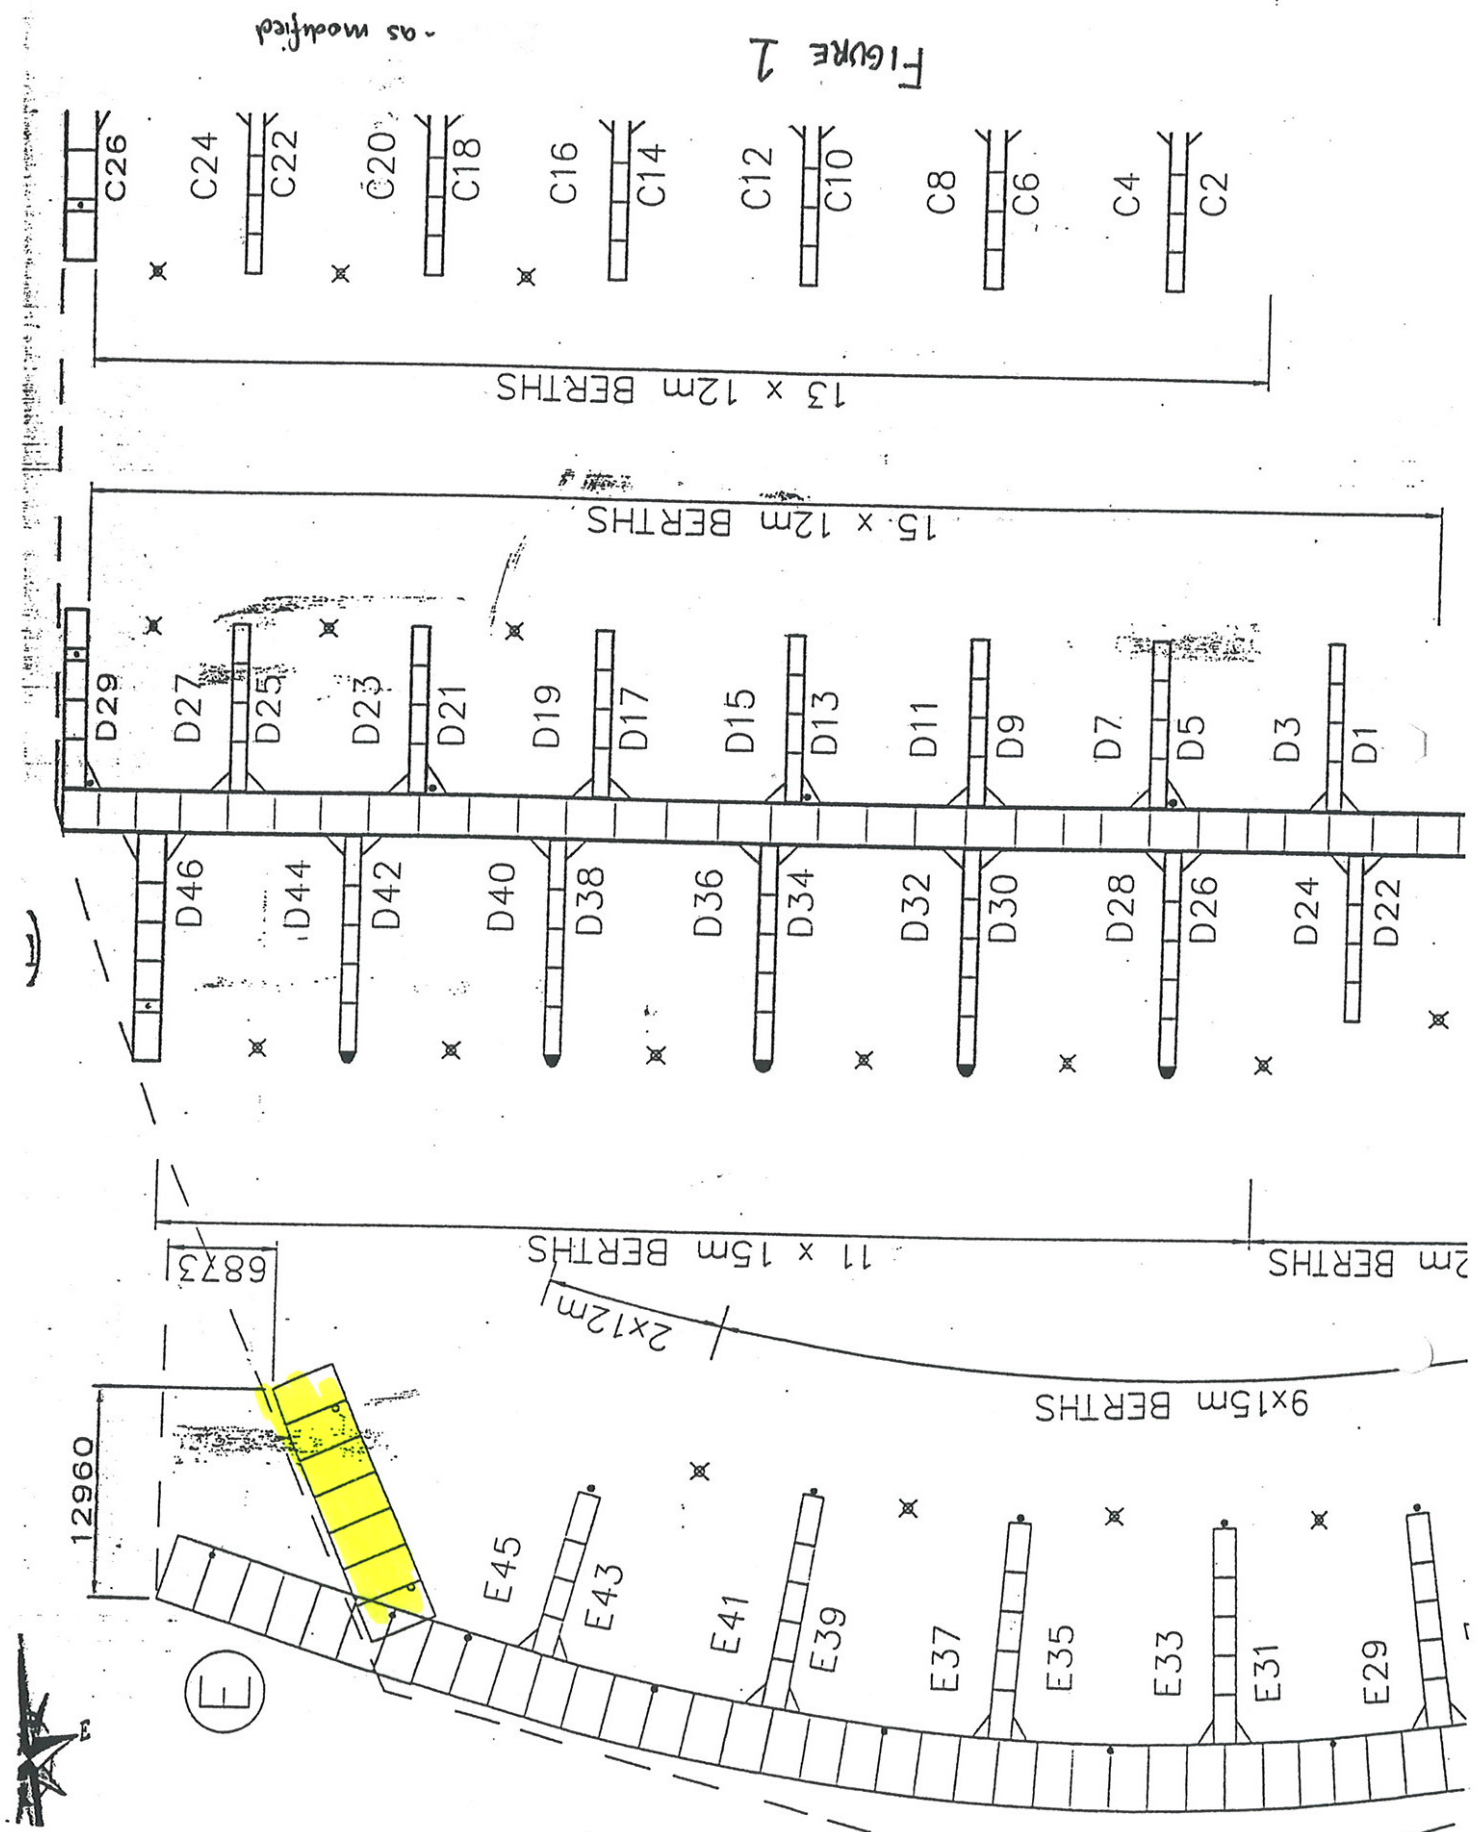 - as modified
FIGURE 1
C26
C24
C22
C20
C18
C16
C14
C12
C10
C8
C6
C4
C2
13 x 12m BERTHS
15 x 12m BERTHS
D29
D27
D25
D23
D21
D19
D17
D15
D13
D11
D9
D7
D5
D3
D1
D46
D44
D42
D40
D38
D36
D34
D32
D30
D28
D26
D24
D22
11 x 15m BERTHS
2m BERTHS
6873
2x12m
9x15m BERTHS
12960
E45
E43
E41
E39
E37
E35
E33
E31
E29
E
E